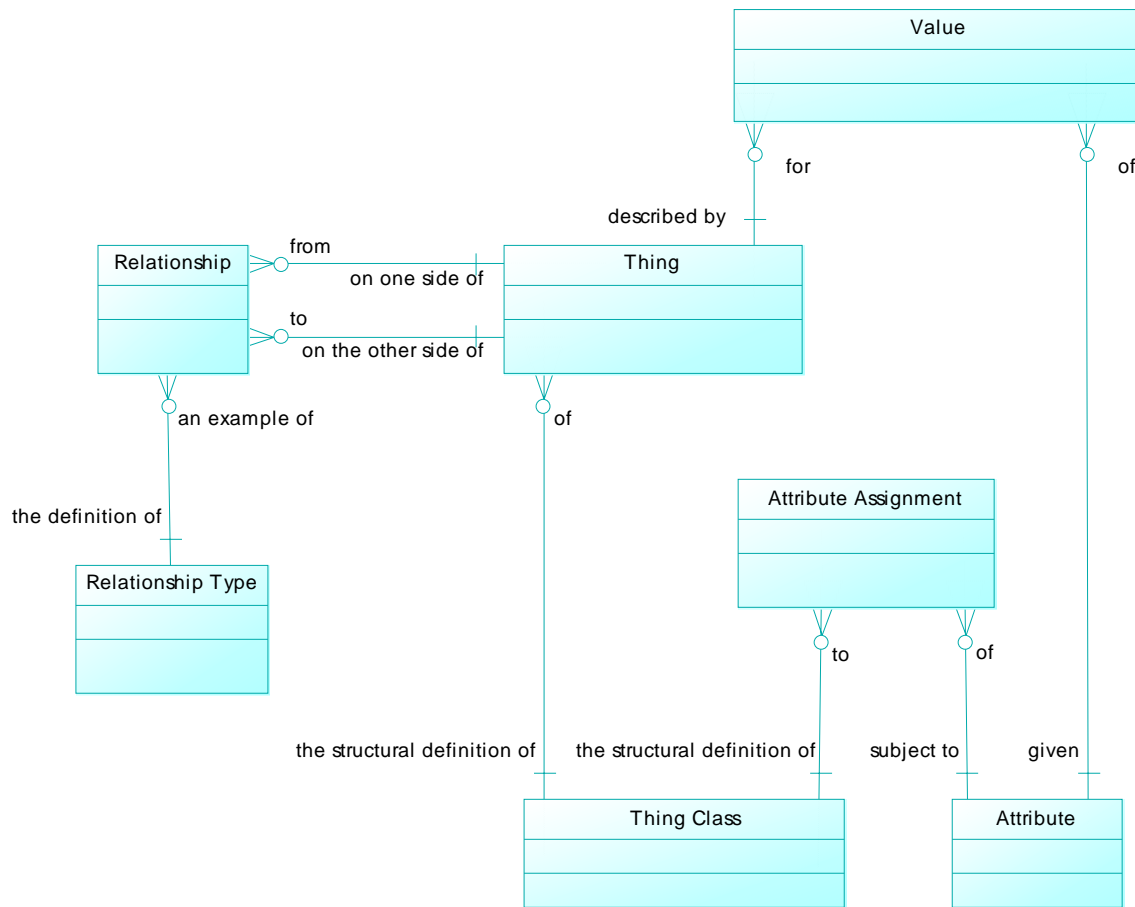 Value
for
of
described by
Relationship
from
on one side of
Thing
to
on the other side of
an example of
of
the definition of
Attribute Assignment
Relationship Type
to
of
the structural definition of
the structural definition of
subject to
given
Thing Class
Attribute